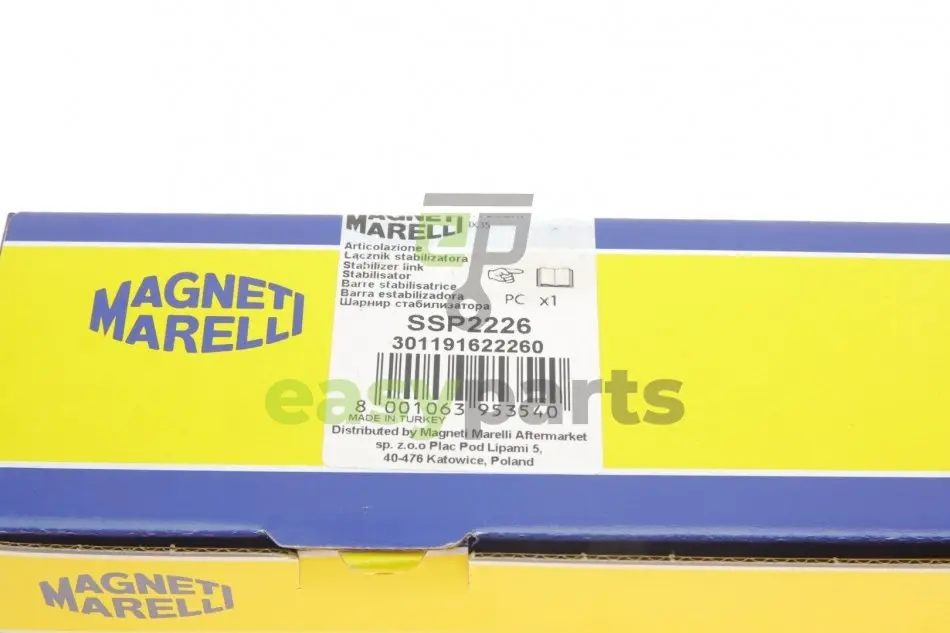 MAGNETI
MARELLI
IX35
Articolazione
Łącznik stabilizatora
Stabilizer link
Stabilisator
Barre stabilisatrice
Barra estabilizadora
Шарнир стабилизатора
PC x1
SSP2226
301191622260
8 001063 953540
MADE IN TURKEY
Distributed by Magneti Marelli Aftermarket
sp. z.o.o Plac Pod Lipami 5,
40-476 Katowice, Poland
MAGNETI
MARELLI
easyparts
ep
MAGNETI
MARELLI